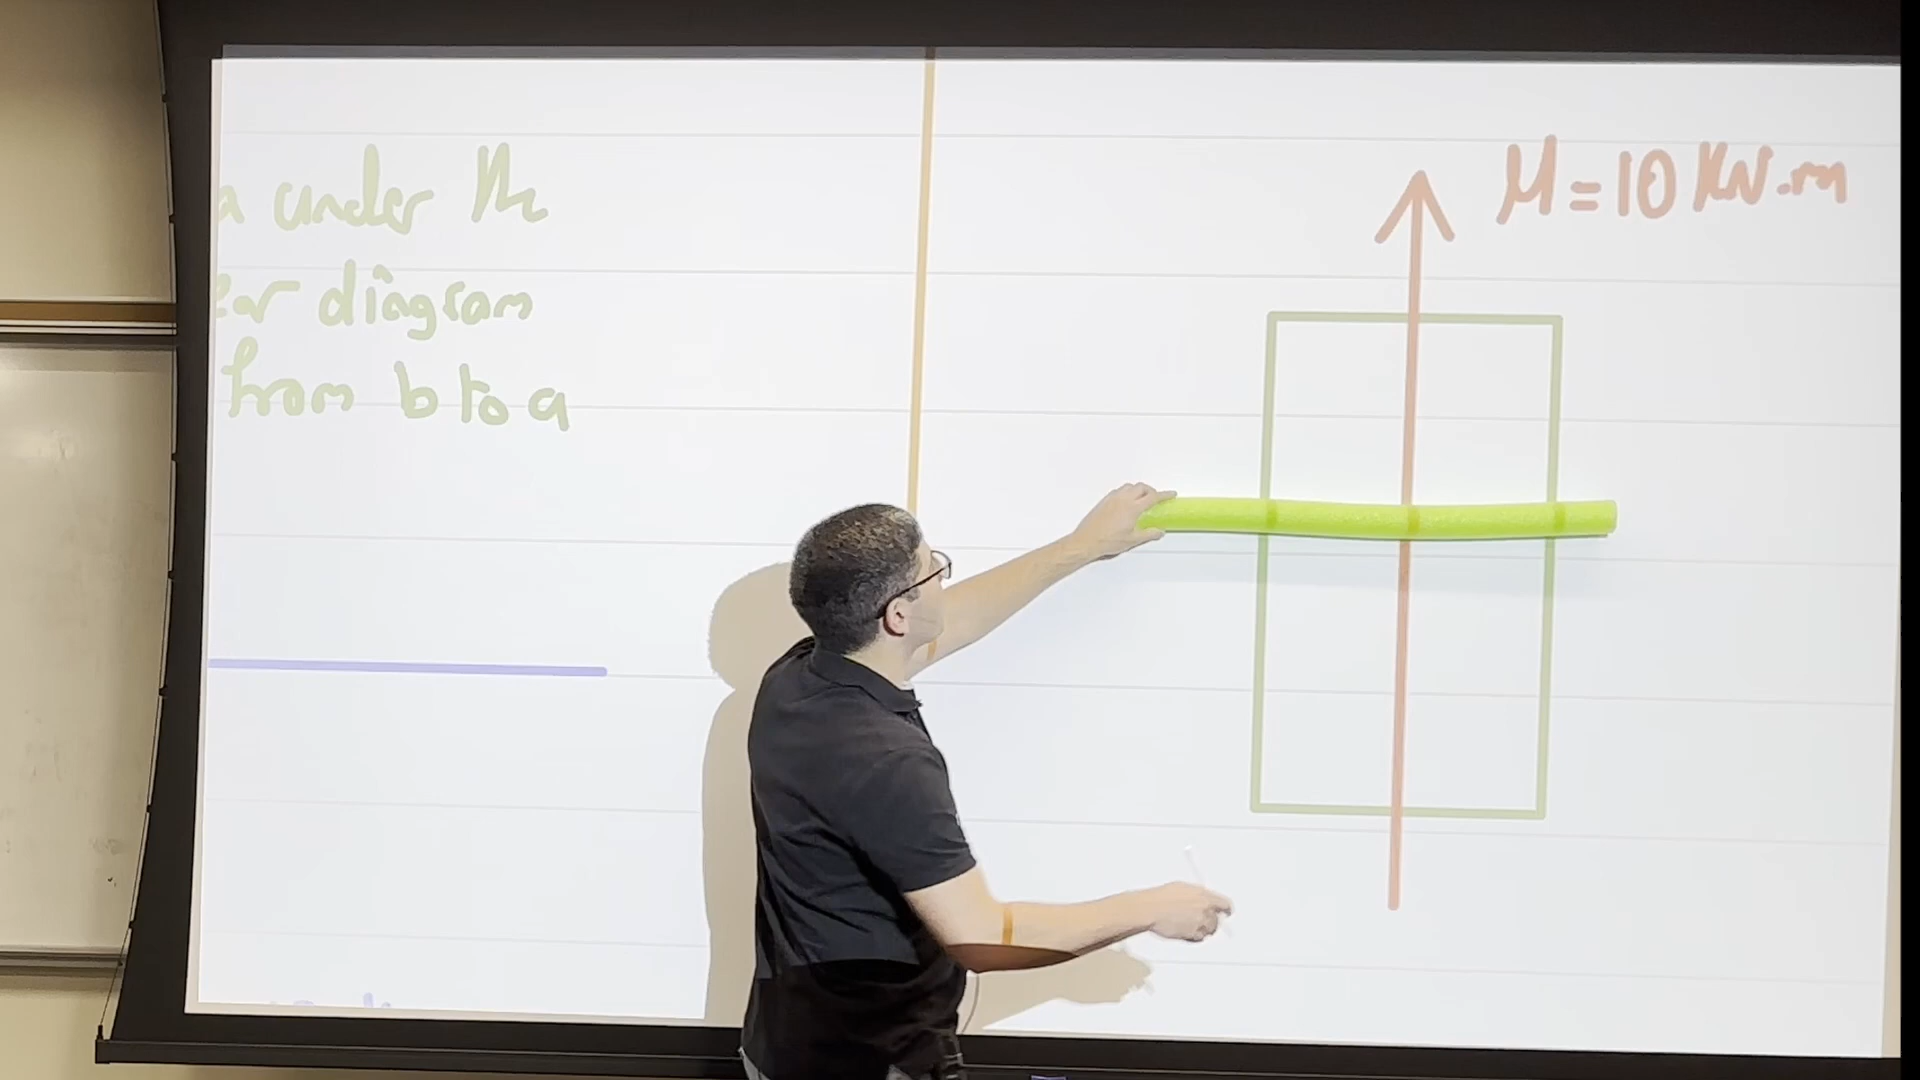 a under the
ear diagram
from b to a
M = 10 KN.m